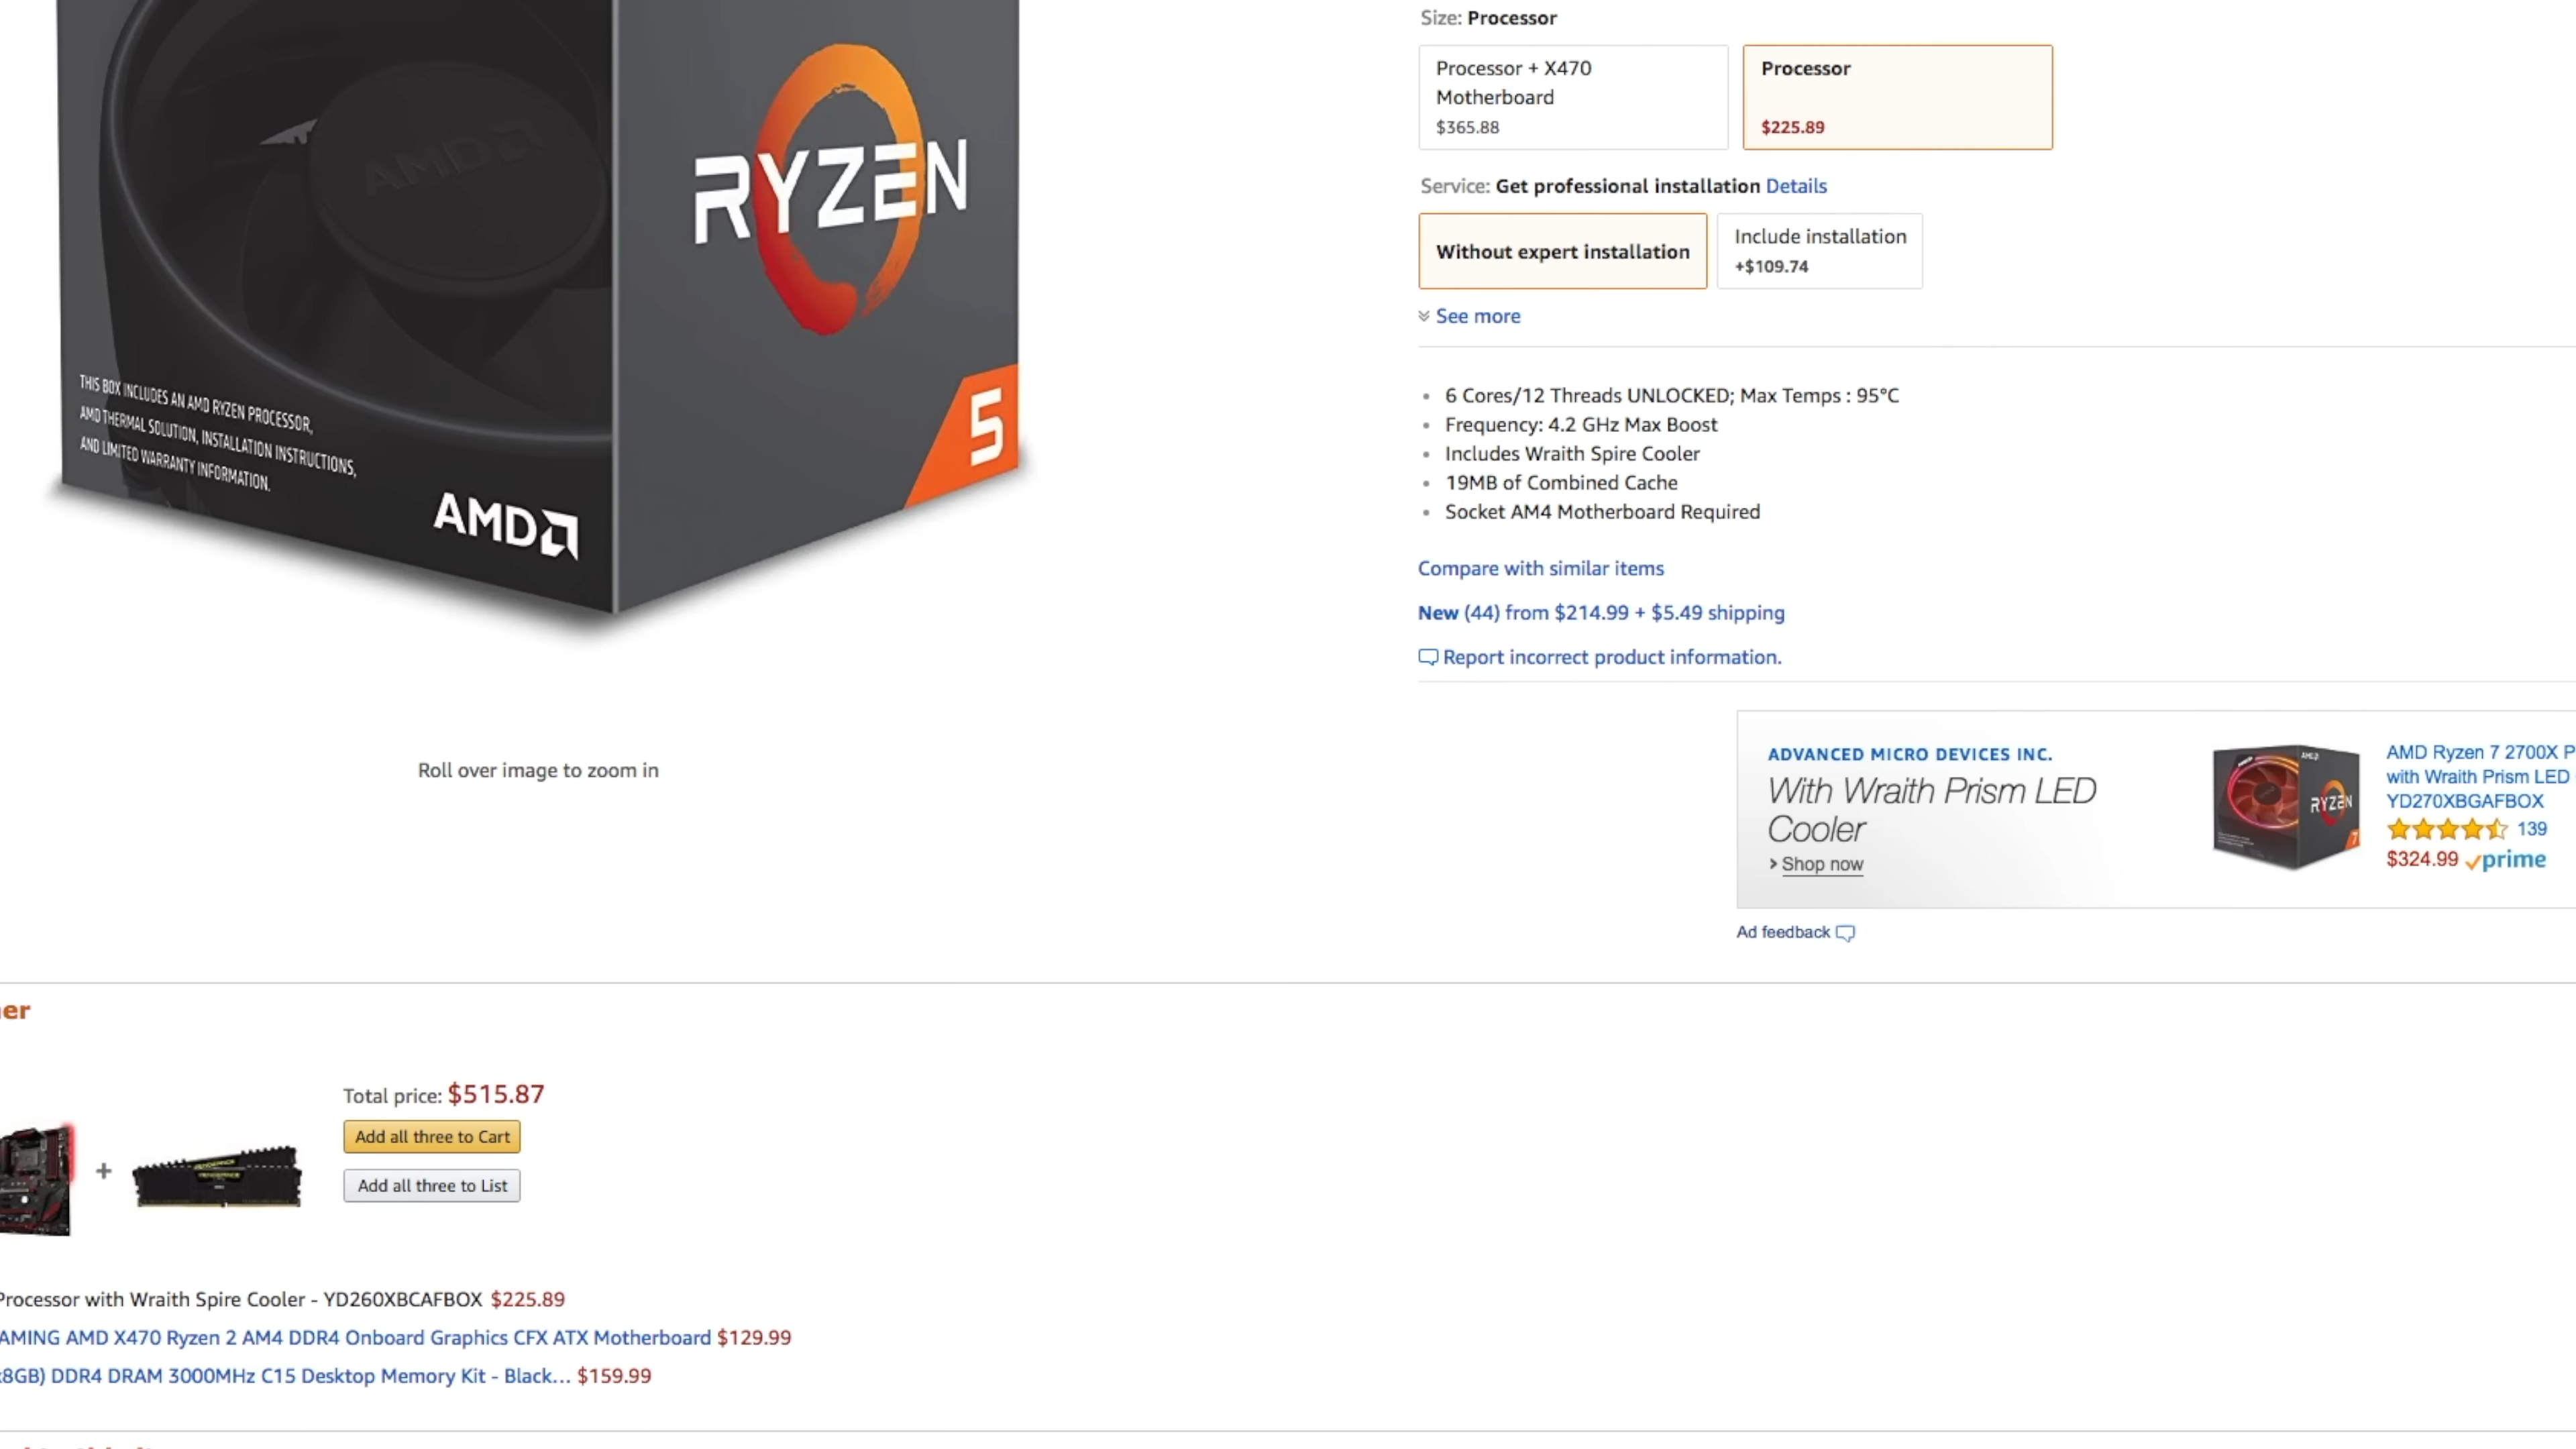 AMD
RYZEN
5
THIS BOX INCLUDES AN AMD RYZEN PROCESSOR,
AMD THERMAL SOLUTION, INSTALLATION INSTRUCTIONS,
AND LIMITED WARRANTY INFORMATION.
AMD
Roll over image to zoom in
Size: Processor
Processor + X470
Motherboard
$365.88
Processor
$225.89
Service: Get professional installation Details
Without expert installation
Include installation
+$109.74
See more
6 Cores/12 Threads UNLOCKED; Max Temps : 95°C
Frequency: 4.2 GHz Max Boost
Includes Wraith Spire Cooler
19MB of Combined Cache
Socket AM4 Motherboard Required
Compare with similar items
New (44) from $214.99 + $5.49 shipping
Report incorrect product information.
ADVANCED MICRO DEVICES INC.
With Wraith Prism LED
Cooler
› Shop now
AMD
RYZEN
7
AMD Ryzen 7 2700X P
with Wraith Prism LED
YD270XBGAFBOX
139
$324.99 prime
Ad feedback
er
+
Total price: $515.87
Add all three to Cart
Add all three to List
Processor with Wraith Spire Cooler - YD260XBCAFBOX $225.89
AMING AMD X470 Ryzen 2 AM4 DDR4 Onboard Graphics CFX ATX Motherboard $129.99
8GB) DDR4 DRAM 3000MHz C15 Desktop Memory Kit - Black... $159.99